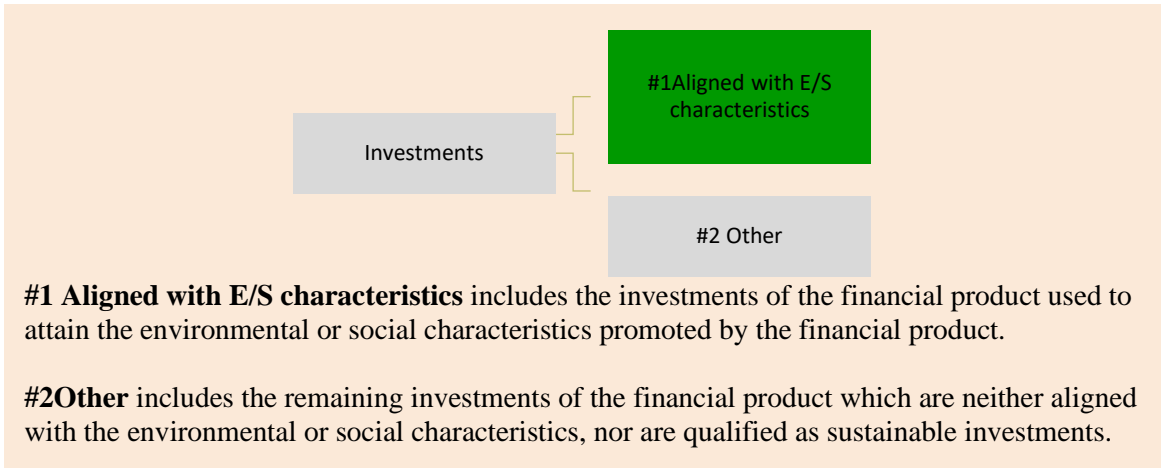 #1Aligned with E/S
characteristics
Investments
#2 Other
#1 Aligned with E/S characteristics includes the investments of the financial product used to
attain the environmental or social characteristics promoted by the financial product.
#2Other includes the remaining investments of the financial product which are neither aligned
with the environmental or social characteristics, nor are qualified as sustainable investments.